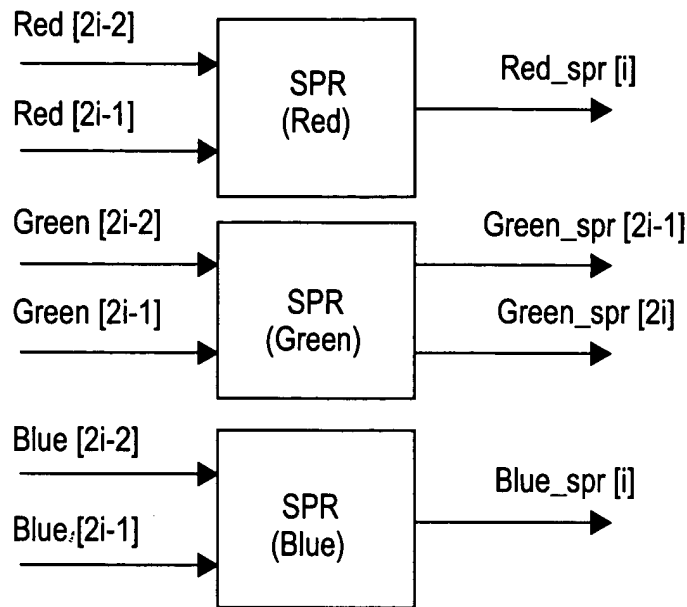 Red [2i-2]
Red [2i-1]
SPR
(Red)
Red_spr [i]
Green [2i-2]
Green [2i-1]
SPR
(Green)
Green_spr [2i-1]
Green_spr [2i]
Blue [2i-2]
Blue [2i-1]
SPR
(Blue)
Blue_spr [i]